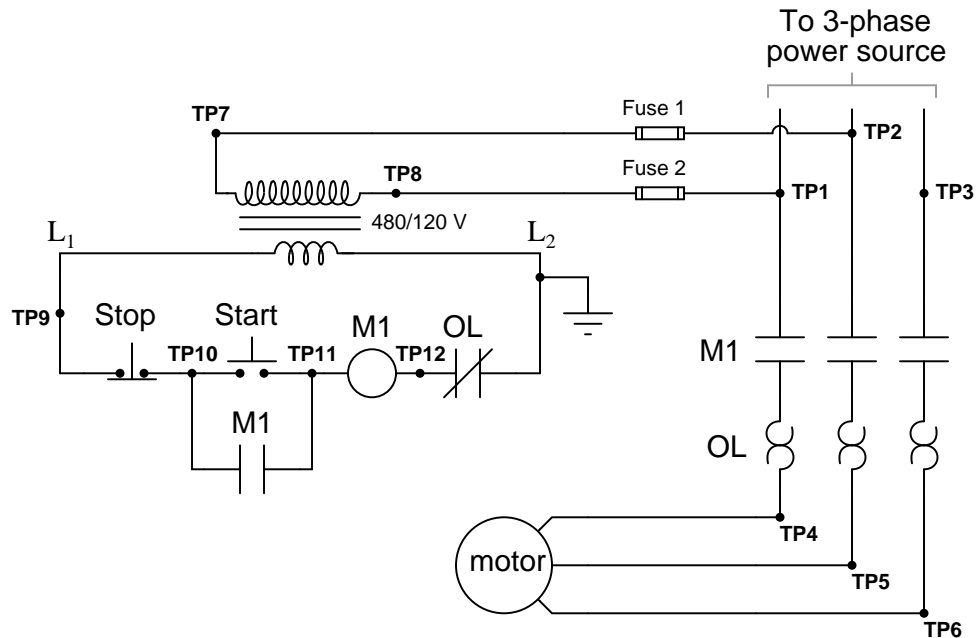 To 3-phase
power source
Fuse 1
TP7
TP2
Fuse 2
TP8
TP1
TP3
480/120 V
L1
L2
TP9
Stop
Start
M1
OL
TP10
TP11
TP12
M1
M1
OL
TP4
motor
TP5
TP6